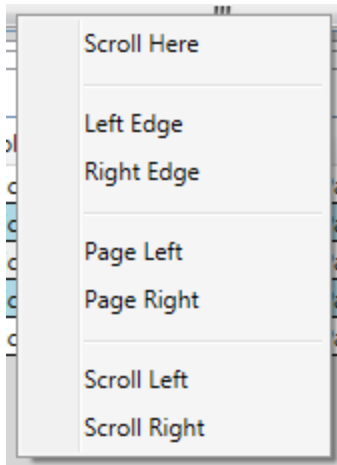 Scroll Here
Left Edge
Right Edge
Page Left
Page Right
Scroll Left
Scroll Right